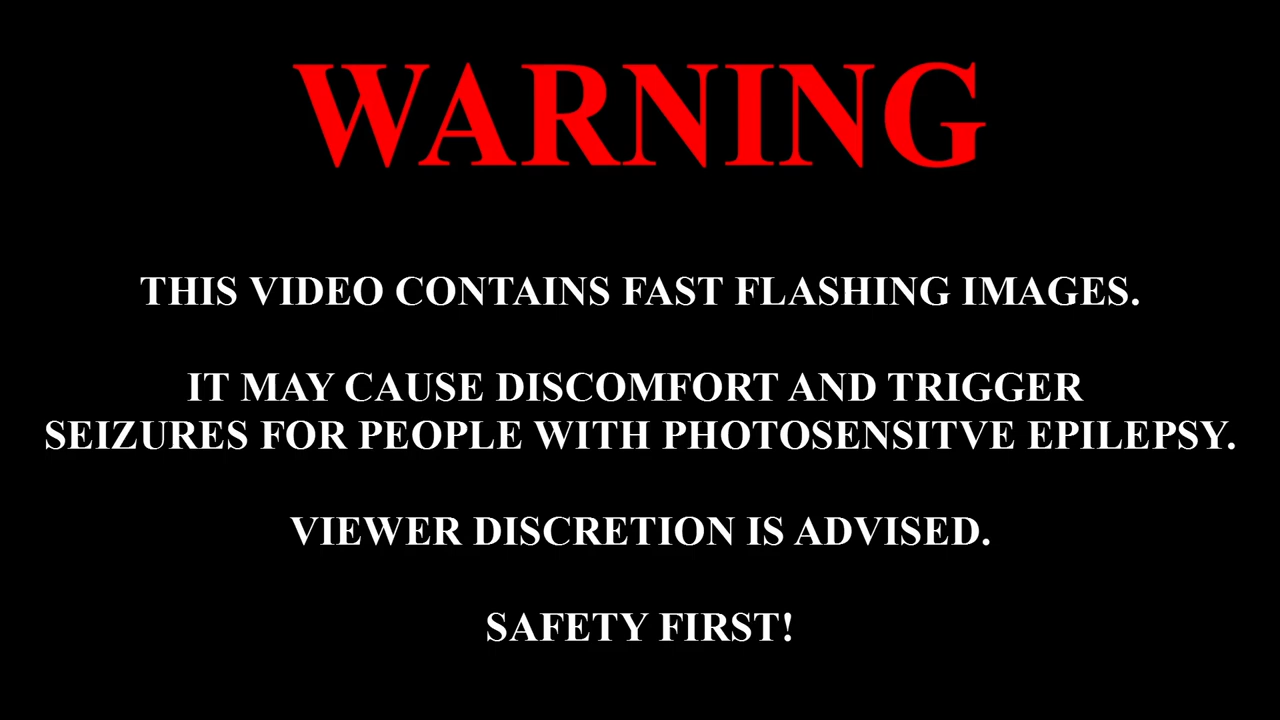 WARNING
THIS VIDEO CONTAINS FAST FLASHING IMAGES.
IT MAY CAUSE DISCOMFORT AND TRIGGER
SEIZURES FOR PEOPLE WITH PHOTOSENSITVE EPILEPSY.
VIEWER DISCRETION IS ADVISED.
SAFETY FIRST!